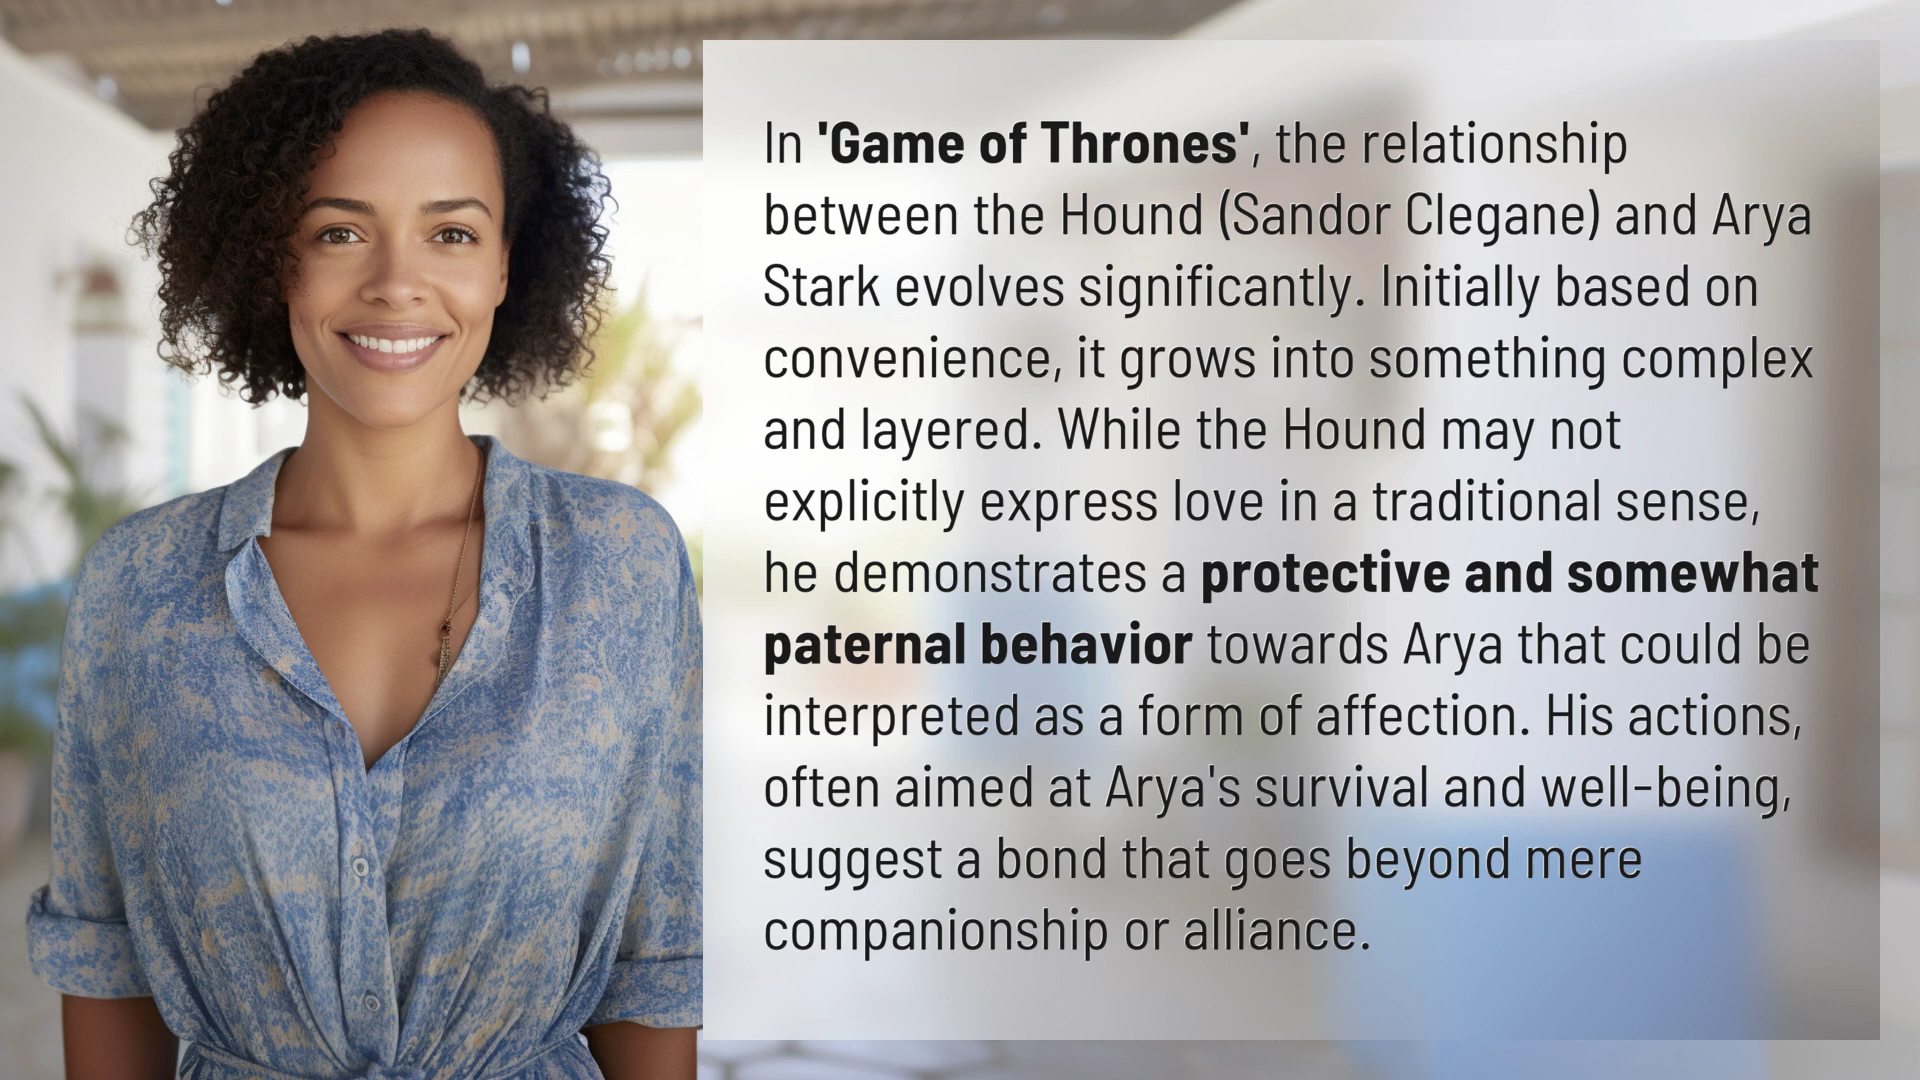 In 'Game of Thrones', the relationship
between the Hound (Sandor Clegane) and Arya
Stark evolves significantly. Initially based on
convenience, it grows into something complex
and layered. While the Hound may not
explicitly express love in a traditional sense,
he demonstrates a protective and somewhat
paternal behavior towards Arya that could be
interpreted as a form of affection. His actions,
often aimed at Arya's survival and well-being,
suggest a bond that goes beyond mere
companionship or alliance.